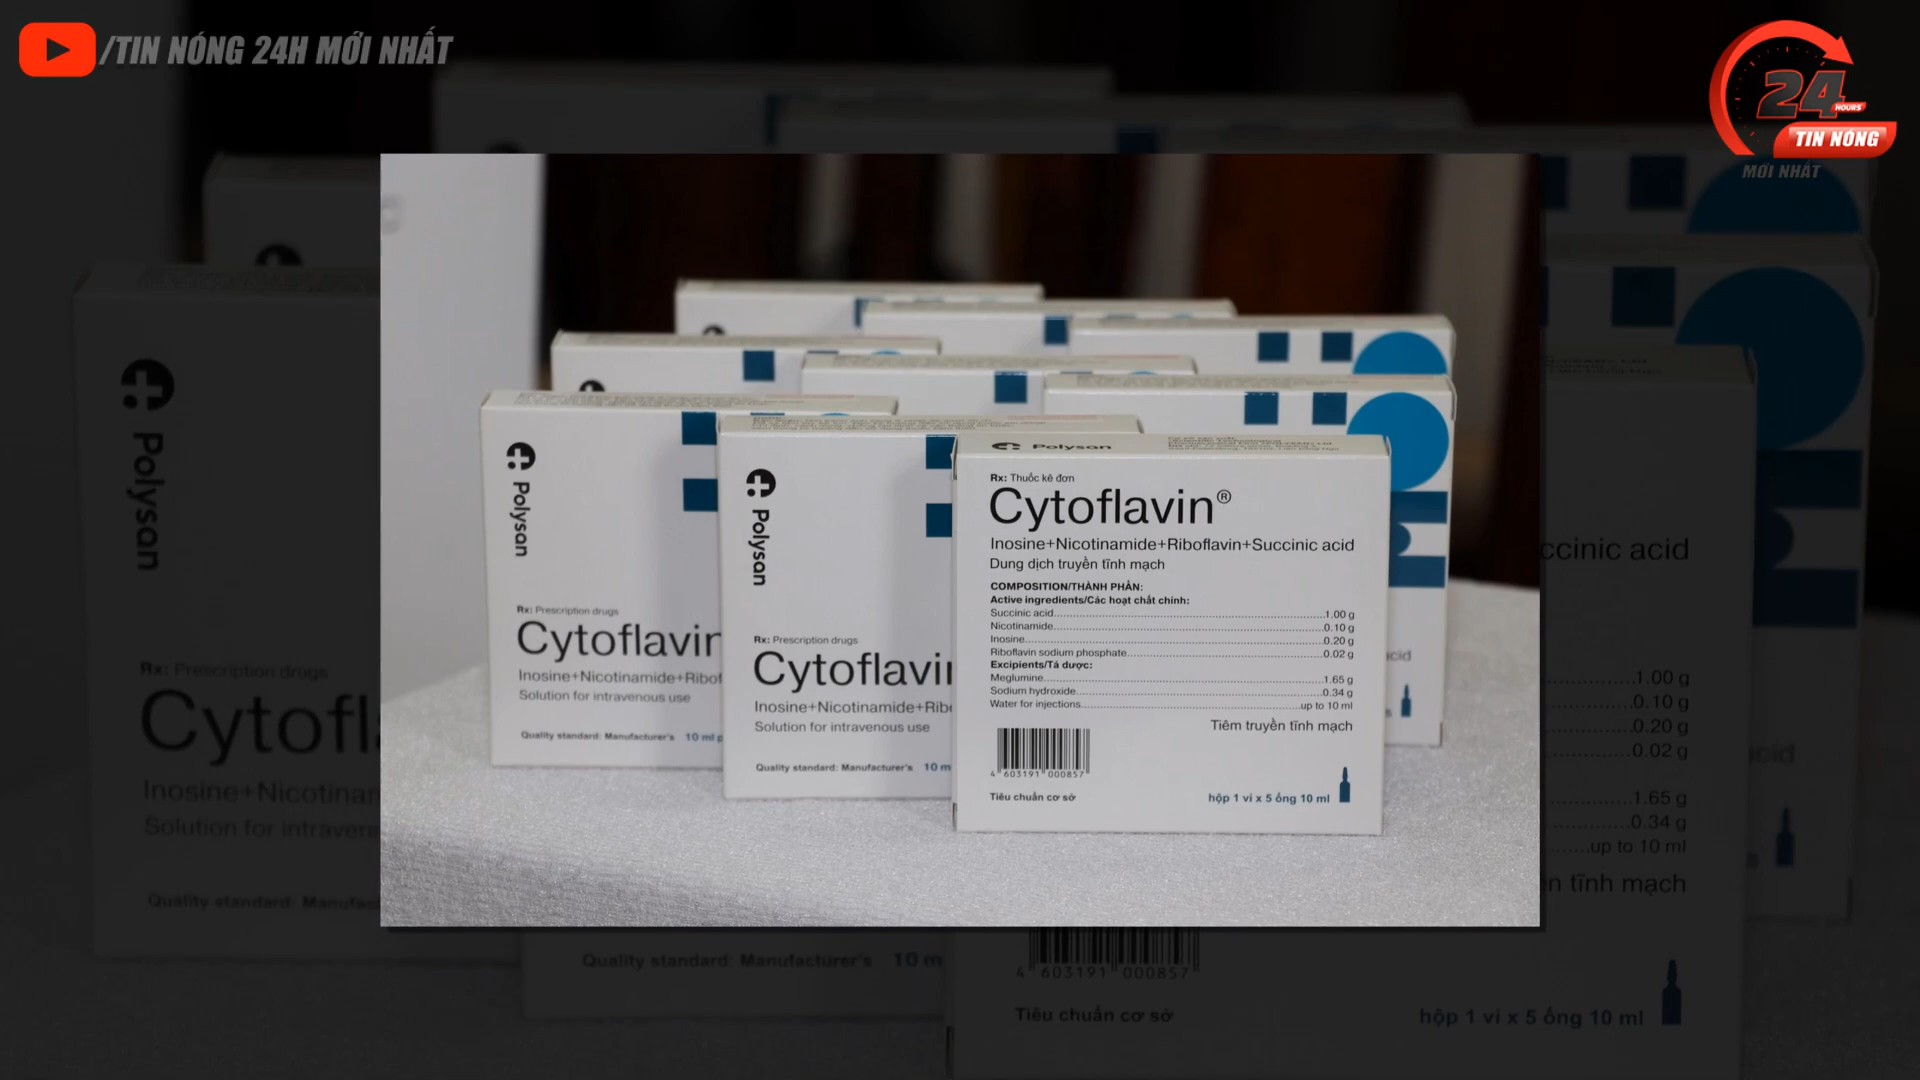 /TIN NÓNG 24H MỚI NHẤT
24
HOURS
TIN NÓNG
MỚI NHẤT
Polysan
Rx: Prescription drugs
Cytoflavin
Inosine+Nicotinamide+Ribof
Solution for intravenous use
Quality standard: Manufacturer's 10 ml
Polysan
Rx: Prescription drugs
Cytoflavin
Inosine+Nicotinamide+Ribo
Solution for intravenous use
Quality standard: Manufacturer's 10 m
Polysan
Rx: Thuốc kê đơn
Cytoflavin®
Inosine+Nicotinamide+Riboflavin+Succinic acid
Dung dịch truyền tĩnh mạch
COMPOSITION/THÀNH PHẦN:
Active ingredients/Các hoạt chất chính:
Succinic acid 1.00 g
Nicotinamide 0.10 g
Inosine 0.20 g
Riboflavin sodium phosphate 0.02 g
Excipients/Tá dược:
Meglumine 1.65 g
Sodium hydroxide 0.34 g
Water for injections up to 10 ml
Tiêm truyền tĩnh mạch
4 603191 000857
Tiêu chuẩn cơ sở
hộp 1 vỉ x 5 ống 10 ml
acid
Polysan
Rx: Prescription drugs
Cytofl
Inosine+Nicotinam
Solution for intraven
Quality standard: Manufac
Quality standard: Manufacturer's 10 m
ccinic acid
1.00 g
0.10 g
0.20 g
0.02 g
1.65 g
0.34 g
up to 10 ml
n tĩnh mạch
acid
4 603191 000857
Tiêu chuẩn cơ sở
hộp 1 vỉ x 5 ống 10 ml